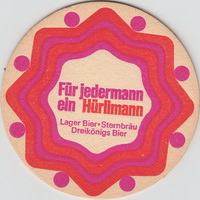 Für jedermann
ein Hürlimann
Lager Bier•Sternbräu
Dreikönigs Bier